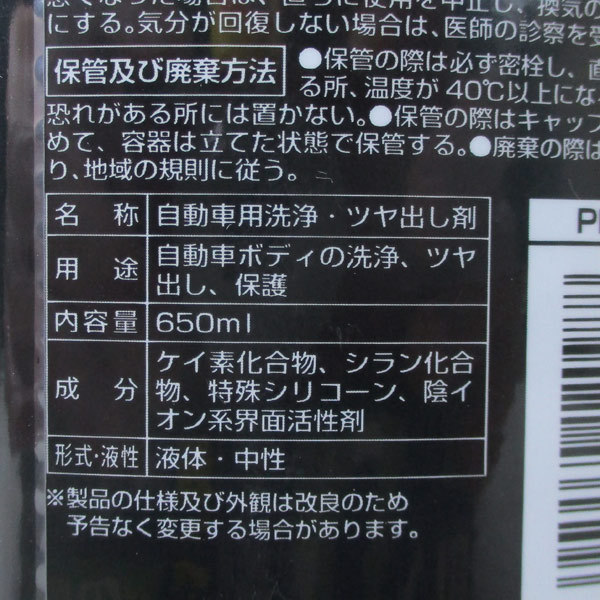 にする。気分が回復しない場合は、医師の診察を受
保管及び廃棄方法
●保管の際は必ず密栓し、直
る所、温度が40℃以上にな
恐れがある所には置かない。●保管の際はキャップ
めて、容器は立てた状態で保管する。●廃棄の際は
り、地域の規則に従う。
名 称 自動車用洗浄・ツヤ出し剤
用 途 自動車ボディの洗浄、ツヤ
出し、保護
内容量 650ml
成 分 ケイ素化合物、シラン化合
物、特殊シリコーン、陰イ
オン系界面活性剤
形式・液性 液体・中性
※製品の仕様及び外観は改良のため
予告なく変更する場合があります。